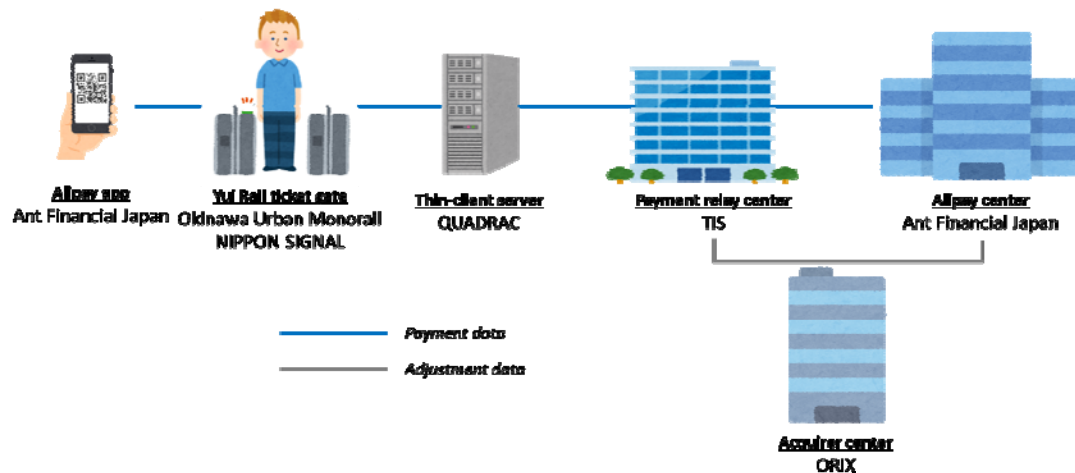 Alipay app
Ant Financial Japan
Yui Rail ticket gate
Okinawa Urban Monorail
NIPPON SIGNAL
Thin-client server
QUADRAC
Payment relay center
TIS
Alipay center
Ant Financial Japan
Payment data
Adjustment data
Acquirer center
ORIX